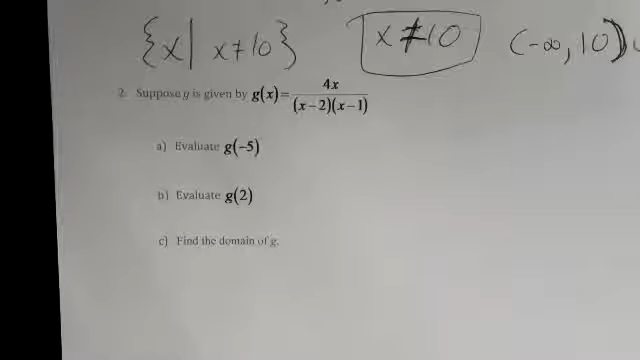 {x| x≠10} x≠10 (-∞,10)
2. Suppose y is given by g(x)= 4x / (x-2)(x-1)
a) Evaluate g(-5)
b) Evaluate g(2)
c) Find the domain of g.